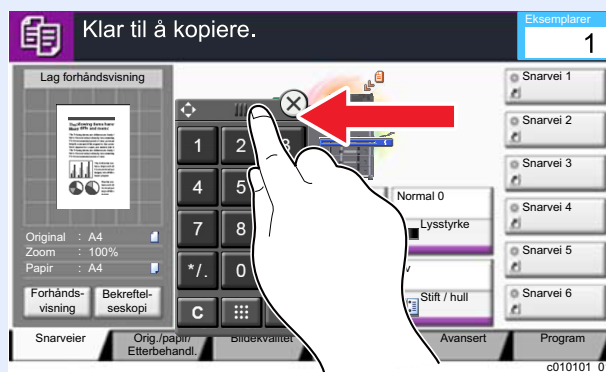 Klar til å kopiere.
Eksemplarer
1
Lag forhåndsvisning
Original : A4
Zoom : 100%
Papir : A4
Forhånds-
visning
Bekreftel-
seskopi
1 2 3
4 5
7 8
*/. 0
C
Normal 0
Lysstyrke
Stift / hull
Snarvei 1
Snarvei 2
Snarvei 3
Snarvei 4
Snarvei 5
Snarvei 6
Snarveier
Orig./papir/
Etterbehandl.
Bildekvalitet
Avansert
Program
c010101_0